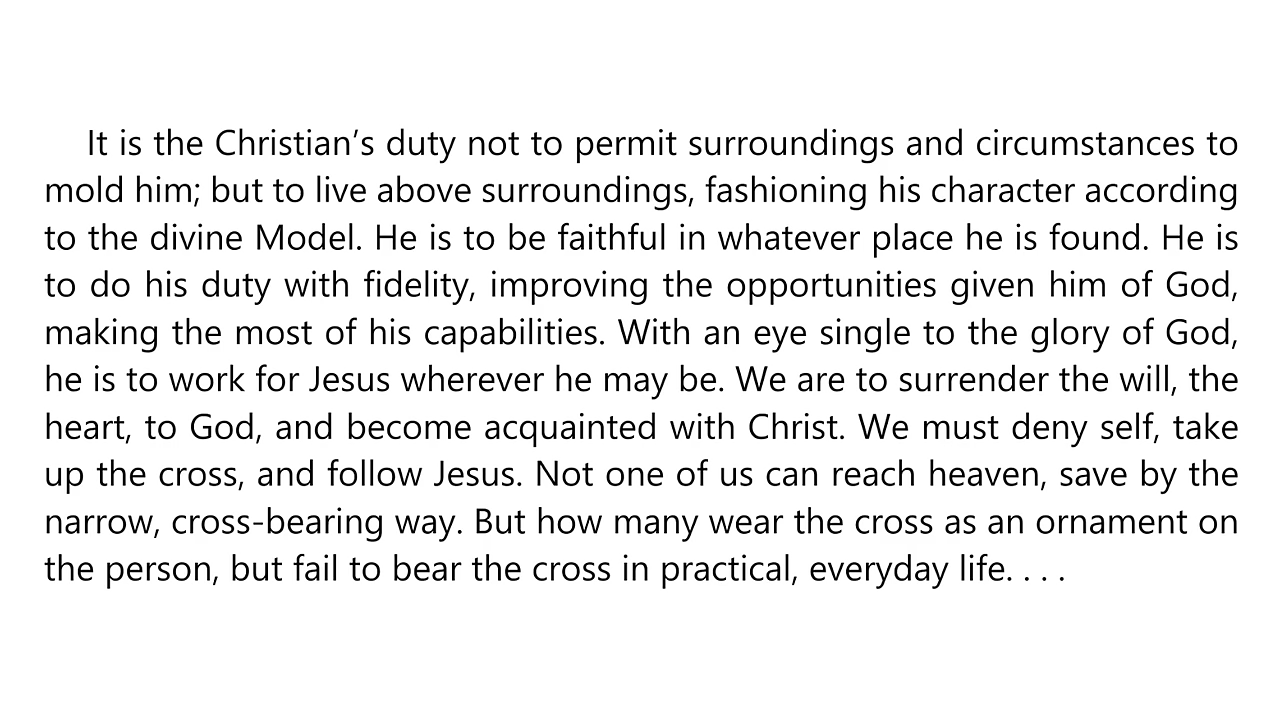 It is the Christian’s duty not to permit surroundings and circumstances to
mold him; but to live above surroundings, fashioning his character according
to the divine Model. He is to be faithful in whatever place he is found. He is
to do his duty with fidelity, improving the opportunities given him of God,
making the most of his capabilities. With an eye single to the glory of God,
he is to work for Jesus wherever he may be. We are to surrender the will, the
heart, to God, and become acquainted with Christ. We must deny self, take
up the cross, and follow Jesus. Not one of us can reach heaven, save by the
narrow, cross-bearing way. But how many wear the cross as an ornament on
the person, but fail to bear the cross in practical, everyday life. . . .